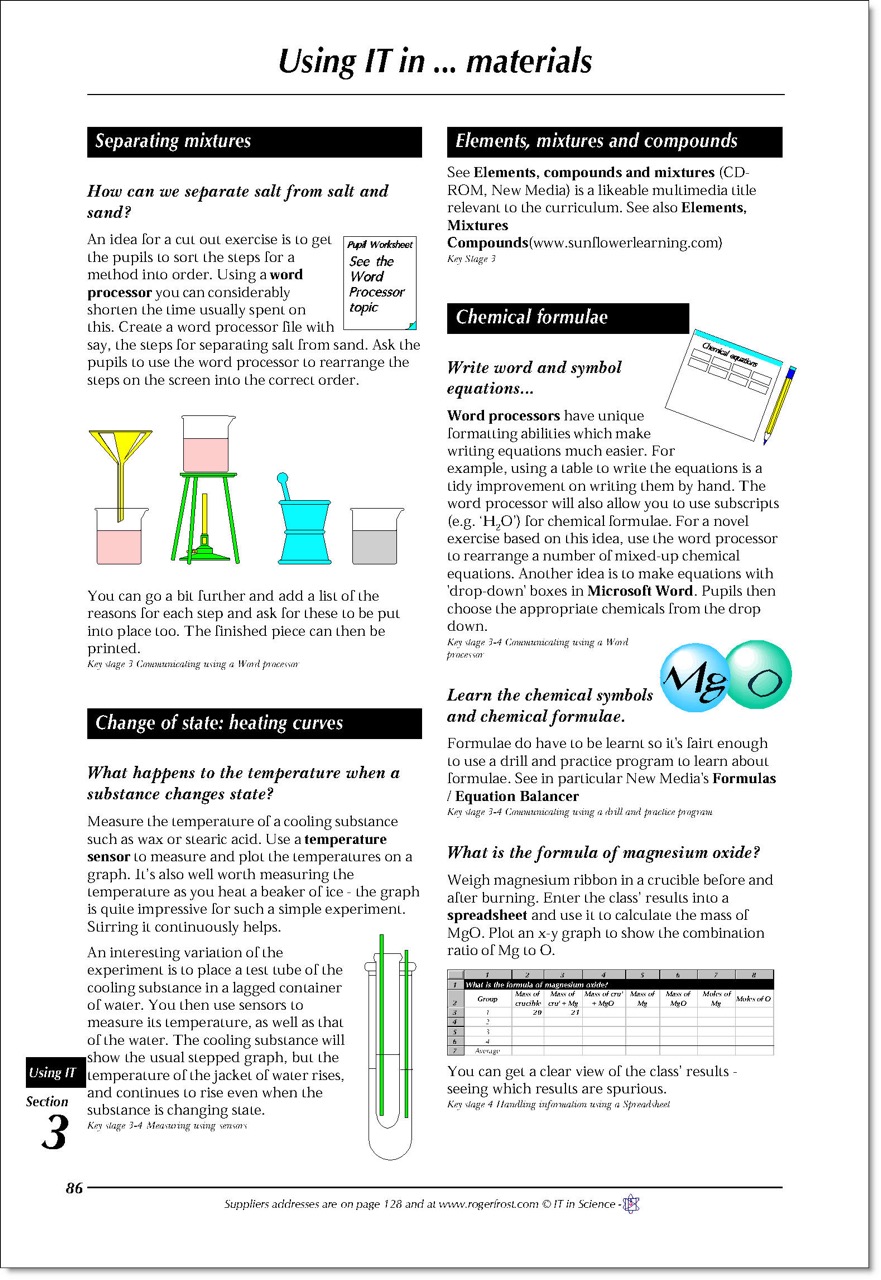 Using IT in ... materials
Separating mixtures
How can we separate salt from salt and
sand?
An idea for a cut out exercise is to get
the pupils to sort the steps for a
method into order. Using a word
processor you can considerably
shorten the time usually spent on
this. Create a word processor file with
say, the steps for separating salt from sand. Ask the
pupils to use the word processor to rearrange the
steps on the screen into the correct order.
Pupil Worksheet
See the
Word
Processor
topic
You can go a bit further and add a list of the
reasons for each step and ask for these to be put
into place too. The finished piece can then be
printed.
Key stage 3 Communicating using a Word processor
Change of state: heating curves
What happens to the temperature when a
substance changes state?
Measure the temperature of a cooling substance
such as wax or stearic acid. Use a temperature
sensor to measure and plot the temperatures on a
graph. It's also well worth measuring the
temperature as you heat a beaker of ice - the graph
is quite impressive for such a simple experiment.
Stirring it continuously helps.
An interesting variation of the
experiment is to place a test tube of the
cooling substance in a lagged container
of water. You then use sensors to
measure its temperature, as well as that
of the water. The cooling substance will
show the usual stepped graph, but the
temperature of the jacket of water rises,
and continues to rise even when the
substance is changing state.
Key stage 3-4 Measuring using sensors
Elements, mixtures and compounds
See Elements, compounds and mixtures (CD-
ROM, New Media) is a likeable multimedia title
relevant to the curriculum. See also Elements,
Mixtures
Compounds(www.sunflowerlearning.com)
Key Stage 3
Chemical formulae
Chemical equations
Write word and symbol
equations...
Word processors have unique
formatting abilities which make
writing equations much easier. For
example, using a table to write the equations is a
tidy improvement on writing them by hand. The
word processor will also allow you to use subscripts
(e.g. 'H₂O') for chemical formulae. For a novel
exercise based on this idea, use the word processor
to rearrange a number of mixed-up chemical
equations. Another idea is to make equations with
'drop-down' boxes in Microsoft Word. Pupils then
choose the appropriate chemicals from the drop
down.
Key stage 3-4 Communicating using a Word
processor
Mg O
Learn the chemical symbols
and chemical formulae.
Formulae do have to be learnt so it's fairt enough
to use a drill and practice program to learn about
formulae. See in particular New Media's Formulas
/ Equation Balancer
Key stage 3-4 Communicating using a drill and practice program
What is the formula of magnesium oxide?
Weigh magnesium ribbon in a crucible before and
after burning. Enter the class' results into a
spreadsheet and use it to calculate the mass of
MgO. Plot an x-y graph to show the combination
ratio of Mg to O.
1 2 3 4 5 6 7 8
1 What is the formula of magnesium oxide?
2 Group Mass of crucible Mass of cru' + Mg Mass of cru' + MgO Mass of Mg Mass of MgO Moles of Mg Moles of O
3 1 20 21
4 2
5 3
6 4
7 Average
You can get a clear view of the class' results -
seeing which results are spurious.
Key stage 4 Handling information using a Spreadsheet
Using IT
Section
3
86
Suppliers addresses are on page 128 and at www.rogerfrost.com © IT in Science -